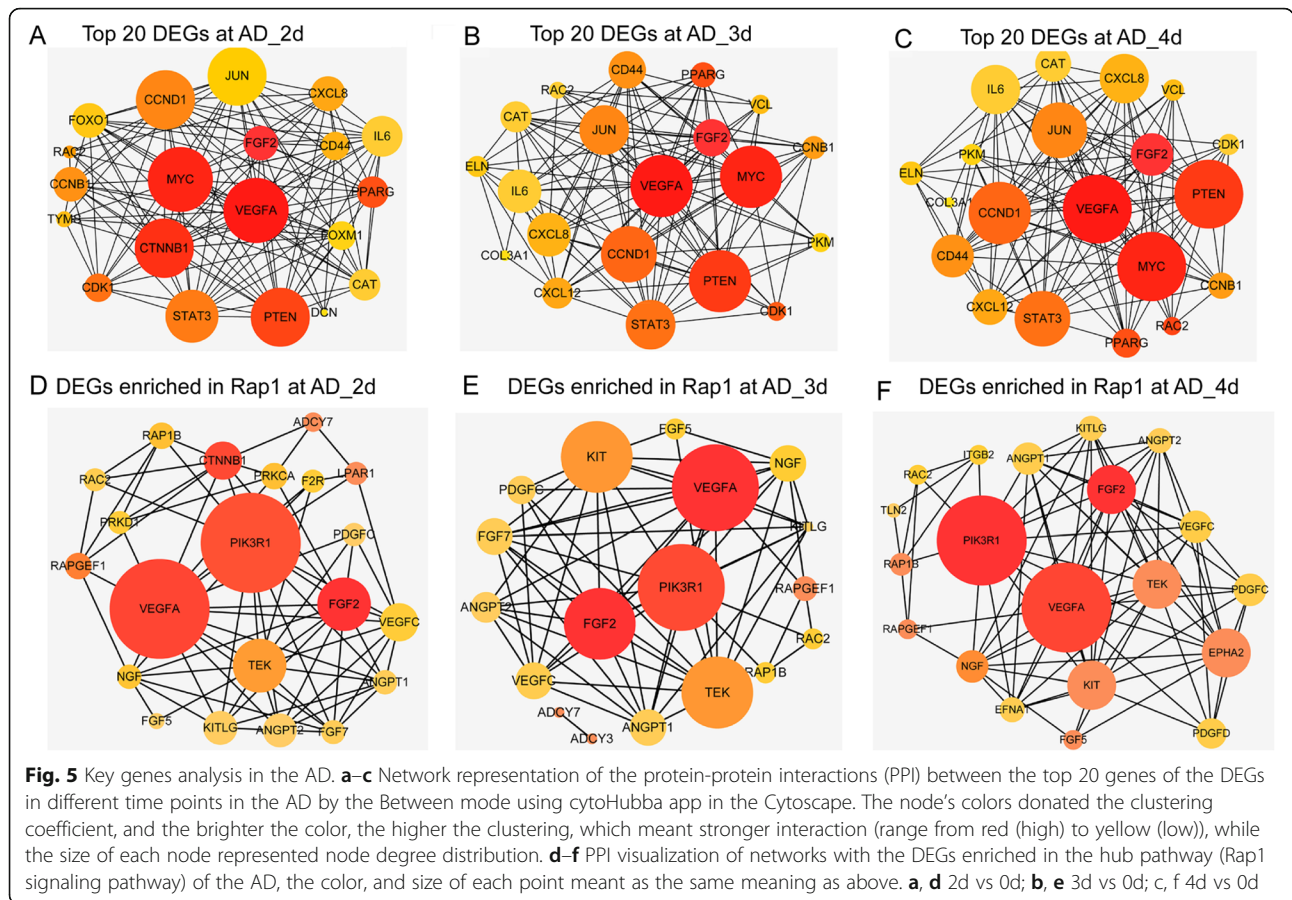 A Top 20 DEGs at AD_2d
JUN
CCND1
CXCL8
FOXO1
FGF2
IL6
CD44
RAC2
MYC
CCNB1
PPARG
VEGFA
FOXM1
CTNNB1
CAT
CDK1
STAT3
PTEN
DCN
B Top 20 DEGs at AD_3d
CD44
PPARG
RAC2
VCL
CAT
JUN
FGF2
CCNB1
ELN
IL6
VEGFA
MYC
CXCL8
PKM
COL3A1
CCND1
PTEN
CXCL12
CDK1
STAT3
C Top 20 DEGs at AD_4d
CAT
CXCL8
IL6
VCL
JUN
CDK1
PKM
FGF2
ELN
PTEN
COL3A1
CCND1
VEGFA
CD44
MYC
CCNB1
CXCL12
STAT3
RAC2
PPARG
D DEGs enriched in Rap1 at AD_2d
ADCY7
RAP1B
CTNNB1
LPAR1
PRKCA
F2R
RAC2
PRKD1
PDGFC
PIK3R1
RAPGEF1
VEGFA
FGF2
VEGFC
TEK
NGF
ANGPT1
FGF5
KITLG
ANGPT2
FGF7
E DEGs enriched in Rap1 at AD_3d
FGF5
KIT
NGF
VEGFA
PDGFC
KITLG
FGF7
PIK3R1
RAPGEF1
ANGPT2
FGF2
RAC2
RAP1B
VEGFC
TEK
ADCY7
ANGPT1
ADCY3
F DEGs enriched in Rap1 at AD_4d
KITLG
ANGPT2
ITGB2
ANGPT1
RAC2
FGF2
TLN2
VEGFC
PIK3R1
RAP1B
TEK
PDGFC
VEGFA
RAPGEF1
EPHA2
NGF
KIT
EFNA1
PDGFD
FGF5
Fig. 5 Key genes analysis in the AD. a–c Network representation of the protein-protein interactions (PPI) between the top 20 genes of the DEGs
in different time points in the AD by the Between mode using cytoHubba app in the Cytoscape. The node's colors donated the clustering
coefficient, and the brighter the color, the higher the clustering, which meant stronger interaction (range from red (high) to yellow (low)), while
the size of each node represented node degree distribution. d–f PPI visualization of networks with the DEGs enriched in the hub pathway (Rap1
signaling pathway) of the AD, the color, and size of each point meant as the same meaning as above. a, d 2d vs 0d; b, e 3d vs 0d; c, f 4d vs 0d